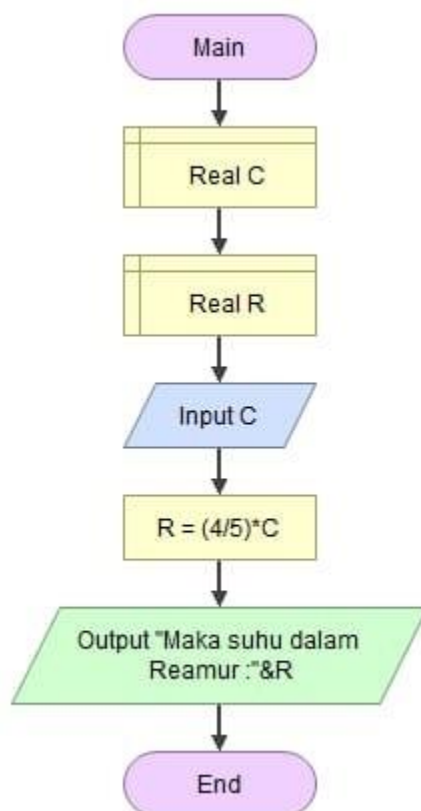 Main
Real C
Real R
Input C
R = (4/5)*C
Output "Maka suhu dalam
Reamur :"&R
End